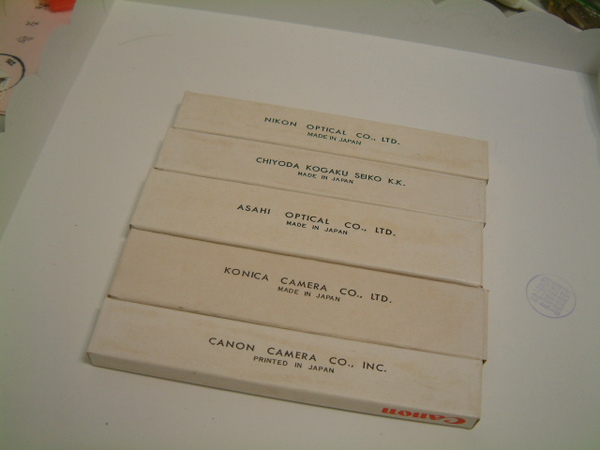 NIKON OPTICAL CO., LTD.
MADE IN JAPAN
CHIYODA KOGAKU SEIKO K.K.
MADE IN JAPAN
ASAHI OPTICAL CO., LTD.
MADE IN JAPAN
KONICA CAMERA CO., LTD.
MADE IN JAPAN
CANON CAMERA CO., INC.
PRINTED IN JAPAN
Canon